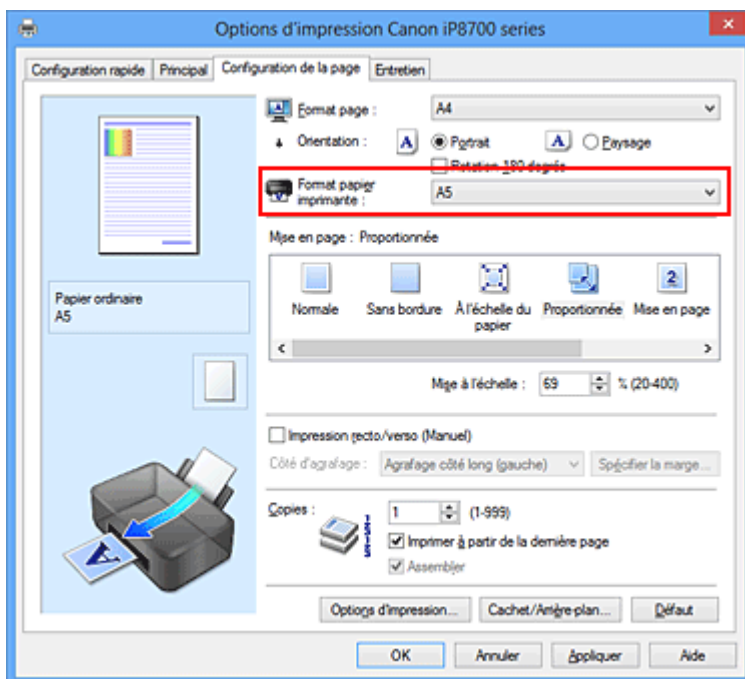 Options d'impression Canon iP8700 series
Configuration rapide
Principal
Configuration de la page
Entretien
Format page :
A4
Orientation :
A
Portrait
A
Paysage
Rotation 180 degrés
Format papier
imprimante :
A5
Mise en page : Proportionnée
2
Normale
Sans bordure
À l'échelle du
papier
Proportionnée
Mise en page
Papier ordinaire
A5
Mise à l'échelle :
69
% (20-400)
Impression recto/verso (Manuel)
Côté d'agrafage :
Agrafage côté long (gauche)
Spécifier la marge...
Copies :
1
(1-999)
Imprimer à partir de la dernière page
Assembler
A
Options d'impression...
Cachet/Arrière-plan...
Défaut
OK
Annuler
Appliquer
Aide